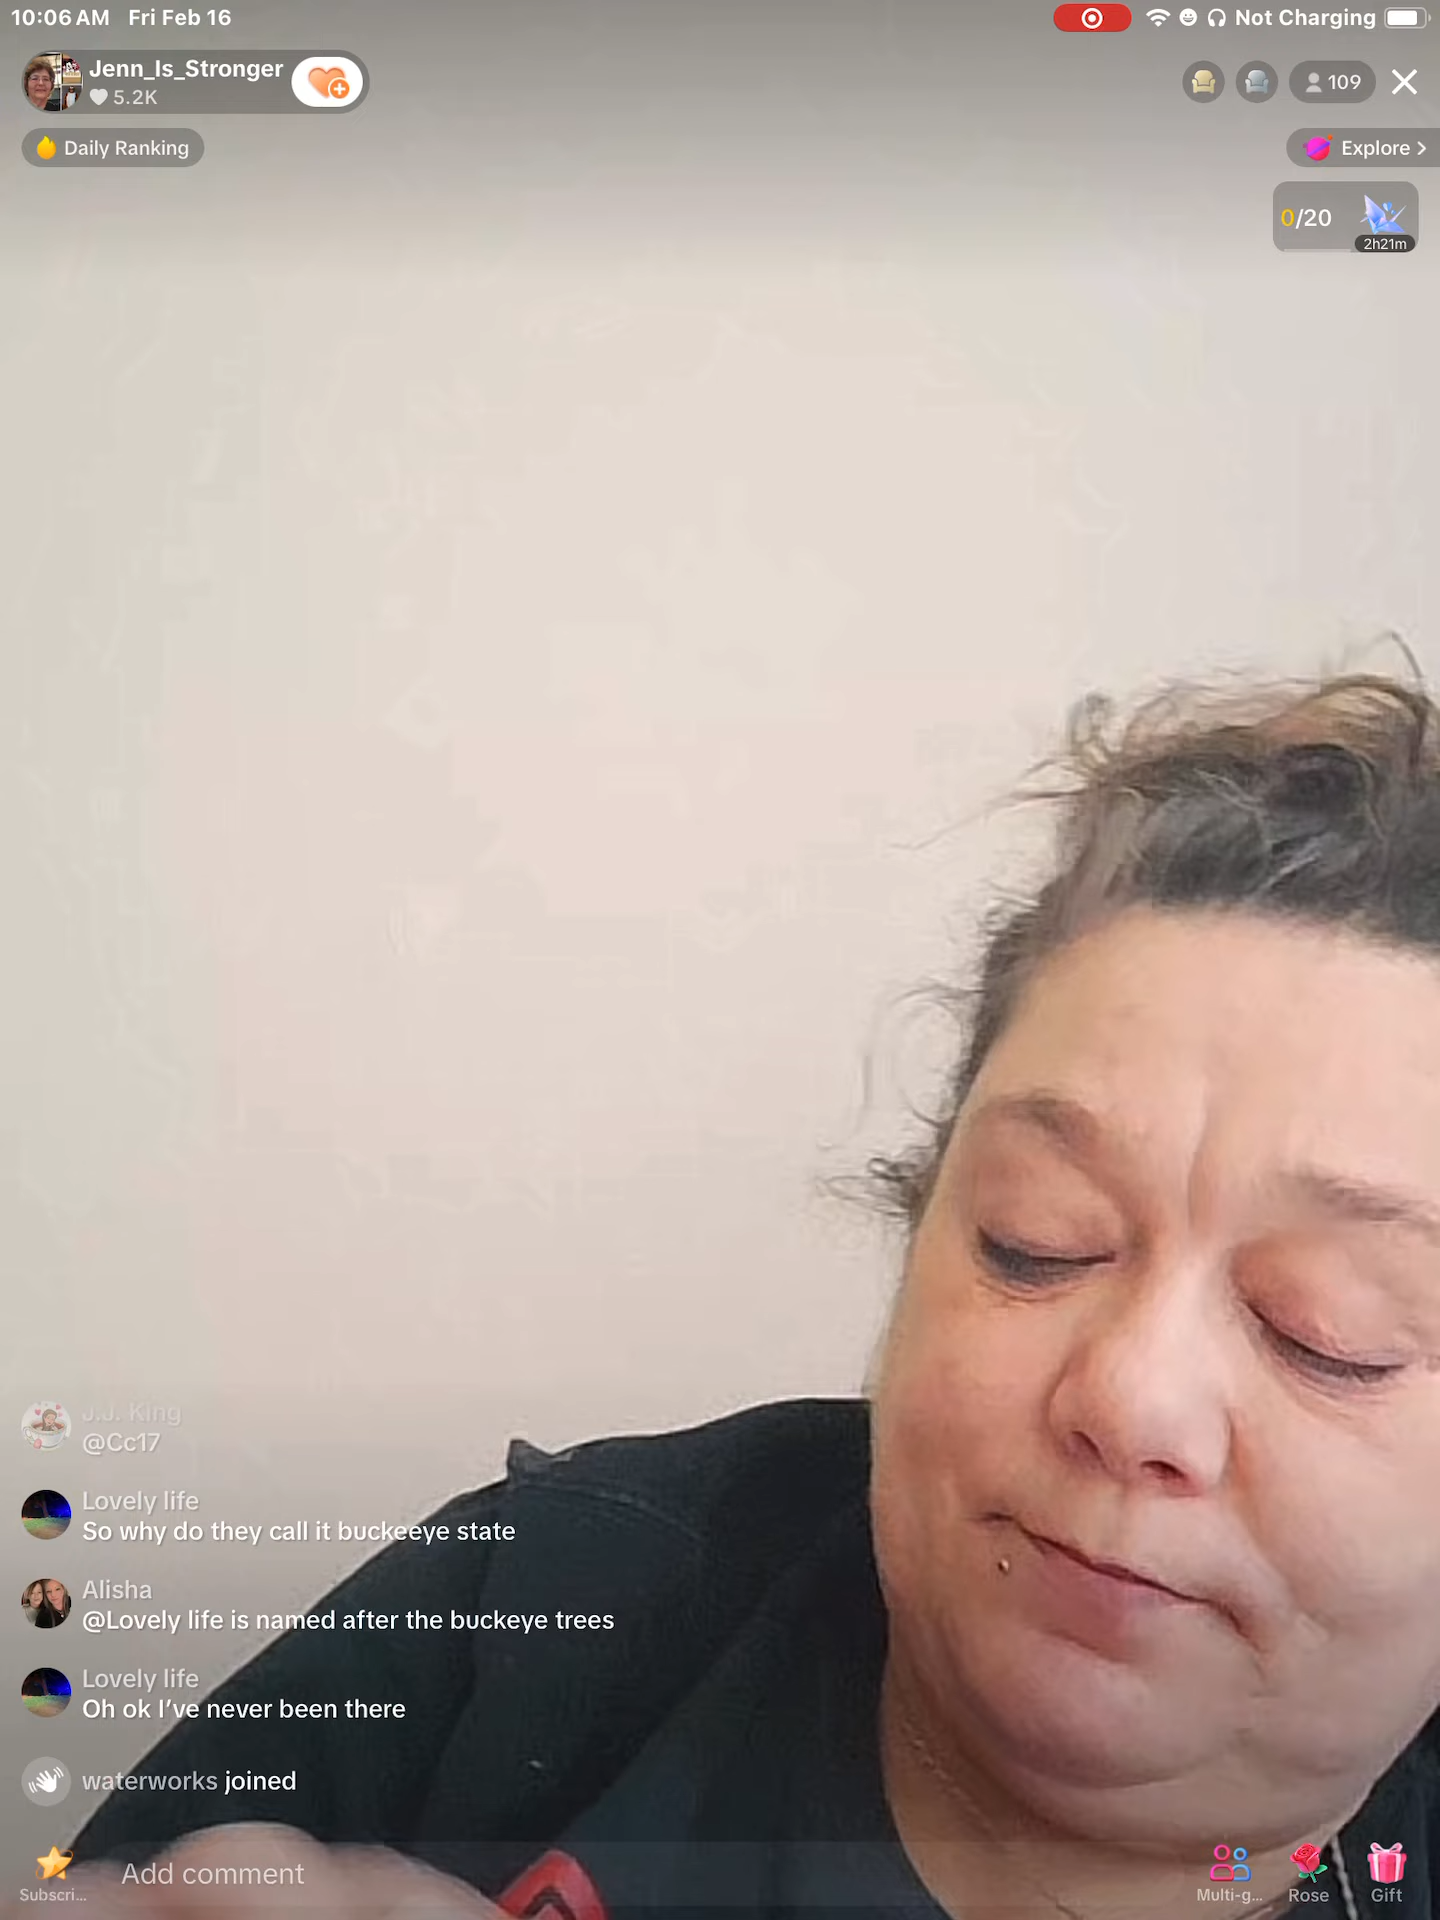 10:06 AM Fri Feb 16 Not Charging
Jenn_Is_Stronger
5.2K
109
Daily Ranking
Explore >
0/20
2h21m
J.J. King
@Cc17
Lovely life
So why do they call it buckeeye state
Alisha
@Lovely life is named after the buckeye trees
Lovely life
Oh ok I've never been there
waterworks joined
Add comment
Subscri... Multi-g... Rose Gift